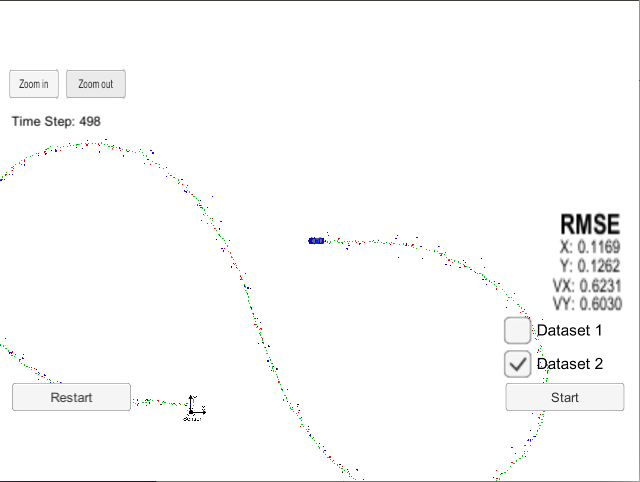 Zoom in
Zoom out
Time Step: 498
RMSE
X: 0.1169
Y: 0.1262
VX: 0.6231
VY: 0.6030
Dataset 1
Dataset 2
Restart
Start
Sensor